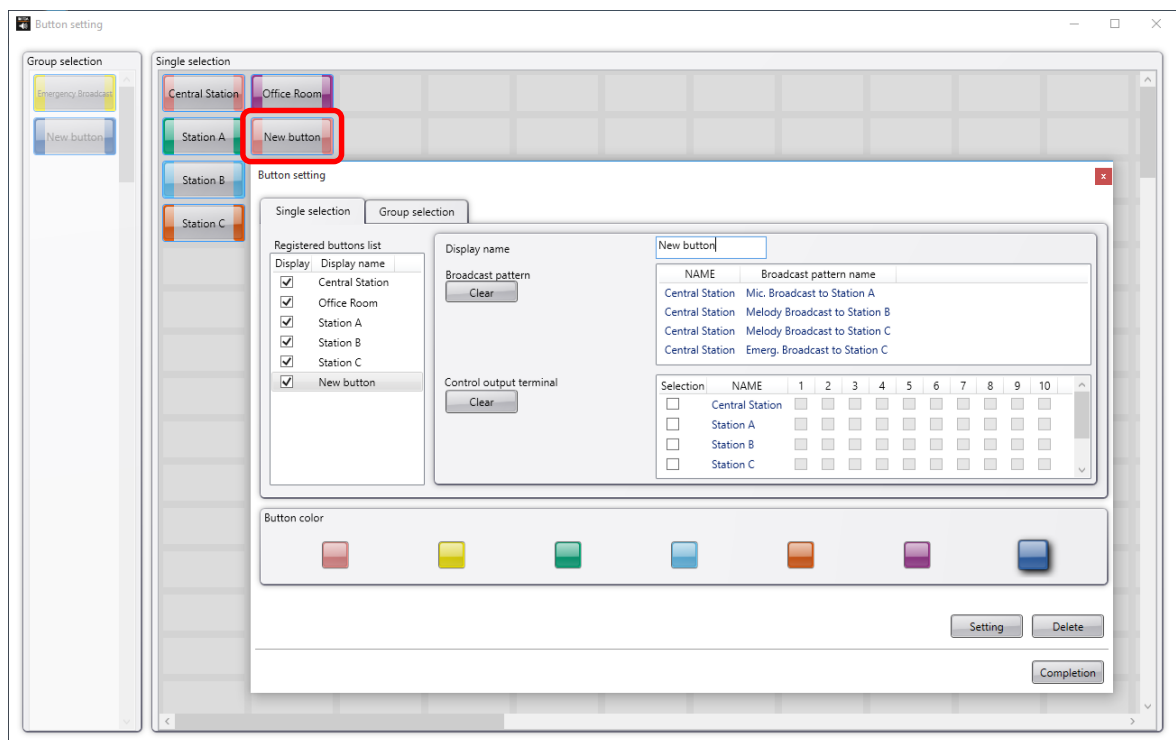 Button setting
Group selection
Single selection
Emergency Broadcast
Central Station
Office Room
New button
Station A
New button
Station B
Station C
Button setting
Single selection
Group selection
Registered buttons list
Display Display name
Central Station
Office Room
Station A
Station B
Station C
New button
Display name
New button
Broadcast pattern
Clear
NAME Broadcast pattern name
Central Station Mic. Broadcast to Station A
Central Station Melody Broadcast to Station B
Central Station Melody Broadcast to Station C
Central Station Emerg. Broadcast to Station C
Control output terminal
Clear
Selection NAME 1 2 3 4 5 6 7 8 9 10
Central Station
Station A
Station B
Station C
Button color
Setting
Delete
Completion